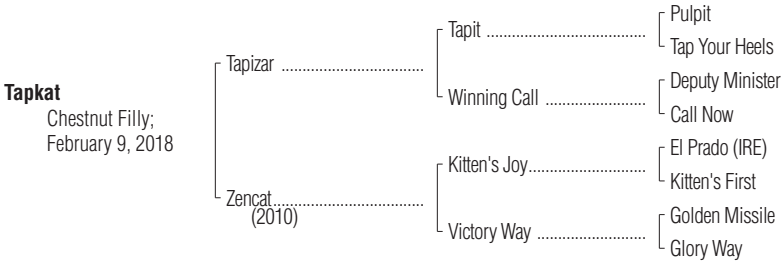 Tapkat
Chestnut Filly;
February 9, 2018
Tapizar
Zencat
(2010)
Tapit
Winning Call
Kitten's Joy
Victory Way
Pulpit
Tap Your Heels
Deputy Minister
Call Now
El Prado (IRE)
Kitten's First
Golden Missile
Glory Way